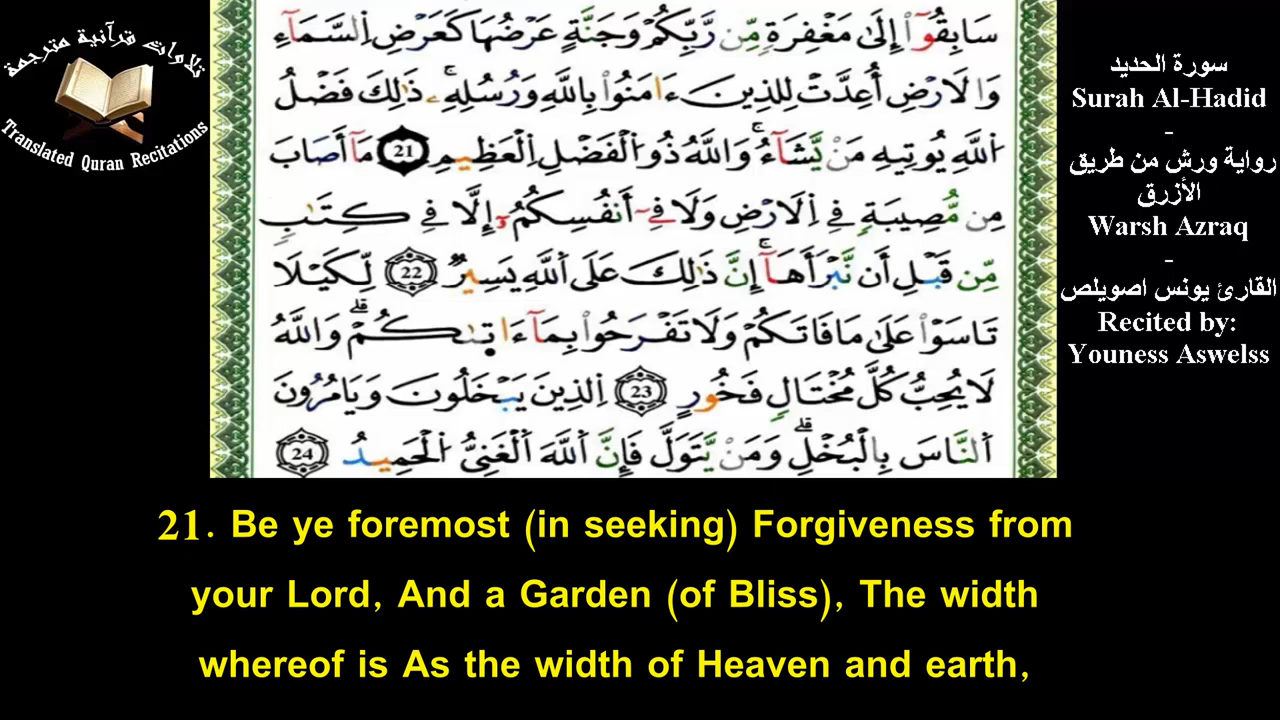 تلاوات قرآنية مترجمة
Translated Quran Recitations
سَابِقُوٓاْ إِلَىٰ مَغْفِرَةٖ مِّن رَّبِّكُمْ وَجَنَّةٍ عَرْضُهَا كَعَرْضِ اِلسَّمَآءِ
وَالَارْضِ أُعِدَّتْ لِلذِينَ ءَامَنُواْ بِاللَّهِ وَرُسُلِهِۦۚ ذَٰلِكَ فَضْلُ
اُللَّهِ يُوتِيهِ مَنْ يَّشَآءُۚ وَاللَّهُ ذُو اُلْفَضْلِ اِلْعَظِيمِ 21 مَآ أَصَابَ
مِن مُّصِيبَةٖ فِي اِلَارْضِ وَلَا فِيٓ أَنفُسِكُمُۥٓ إِلَّا فِي كِتَٰبٖ
مِّن قَبْلِ أَن نَّبْرَأَهَآۚ إِنَّ ذَٰلِكَ عَلَى اَللَّهِ يَسِيرٞ 22 لِّكَيْلَا
تَاسَوْاْ عَلَىٰ مَا فَاتَكُمْ وَلَا تَفْرَحُواْ بِمَآ ءَاتٜىٰكُمْۖ وَاللَّهُ
لَا يُحِبُّ كُلَّ مُخْتَالٖ فَخُورٍ 23 اِلذِينَ يَبْخَلُونَ وَيَامُرُونَ
اَلنَّاسَ بِالْبُخْلِۖ وَمَنْ يَّتَوَلَّ فَإِنَّ اَللَّهَ اَلْغَنِيُّ اُلْحَمِيدُ 24
سورة الحديد
Surah Al-Hadid
-
رواية ورش من طريق
الأزرق
Warsh Azraq
-
القارئ يونس اصويلص
Recited by:
Youness Aswelss
21. Be ye foremost (in seeking) Forgiveness from
your Lord, And a Garden (of Bliss), The width
whereof is As the width of Heaven and earth,